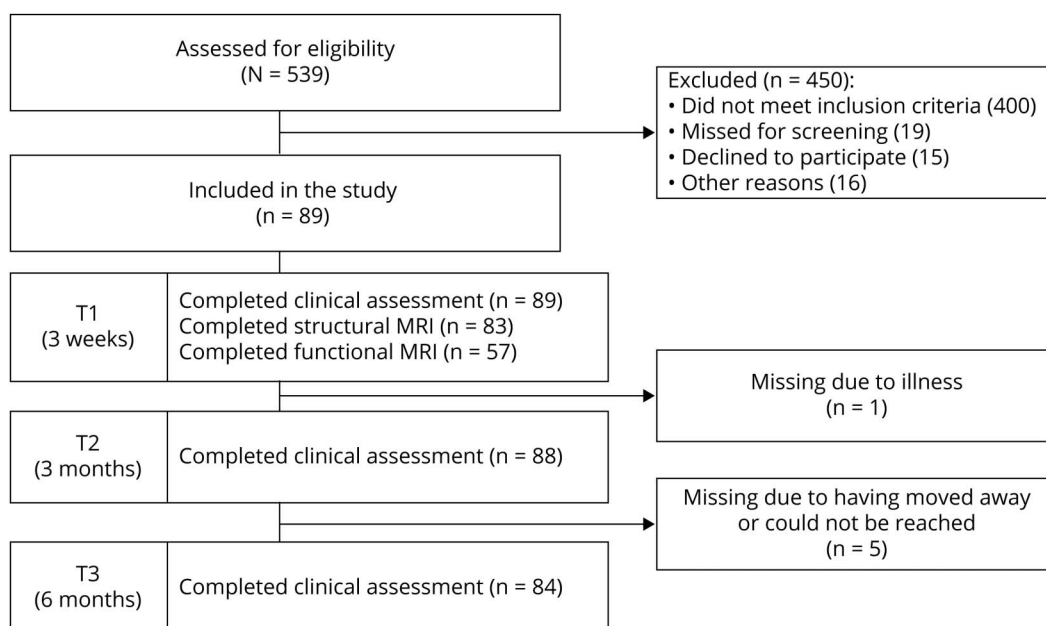 Assessed for eligibility
(N = 539)
Excluded (n = 450):
• Did not meet inclusion criteria (400)
• Missed for screening (19)
• Declined to participate (15)
• Other reasons (16)
Included in the study
(n = 89)
T1
(3 weeks)
Completed clinical assessment (n = 89)
Completed structural MRI (n = 83)
Completed functional MRI (n = 57)
Missing due to illness
(n = 1)
T2
(3 months)
Completed clinical assessment (n = 88)
Missing due to having moved away
or could not be reached
(n = 5)
T3
(6 months)
Completed clinical assessment (n = 84)